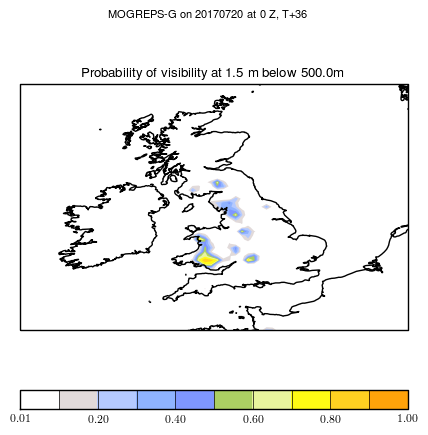 MOGREPS-G on 20170720 at 0 Z, T+36
Probability of visibility at 1.5 m below 500.0m
0.01 0.20 0.40 0.60 0.80 1.00